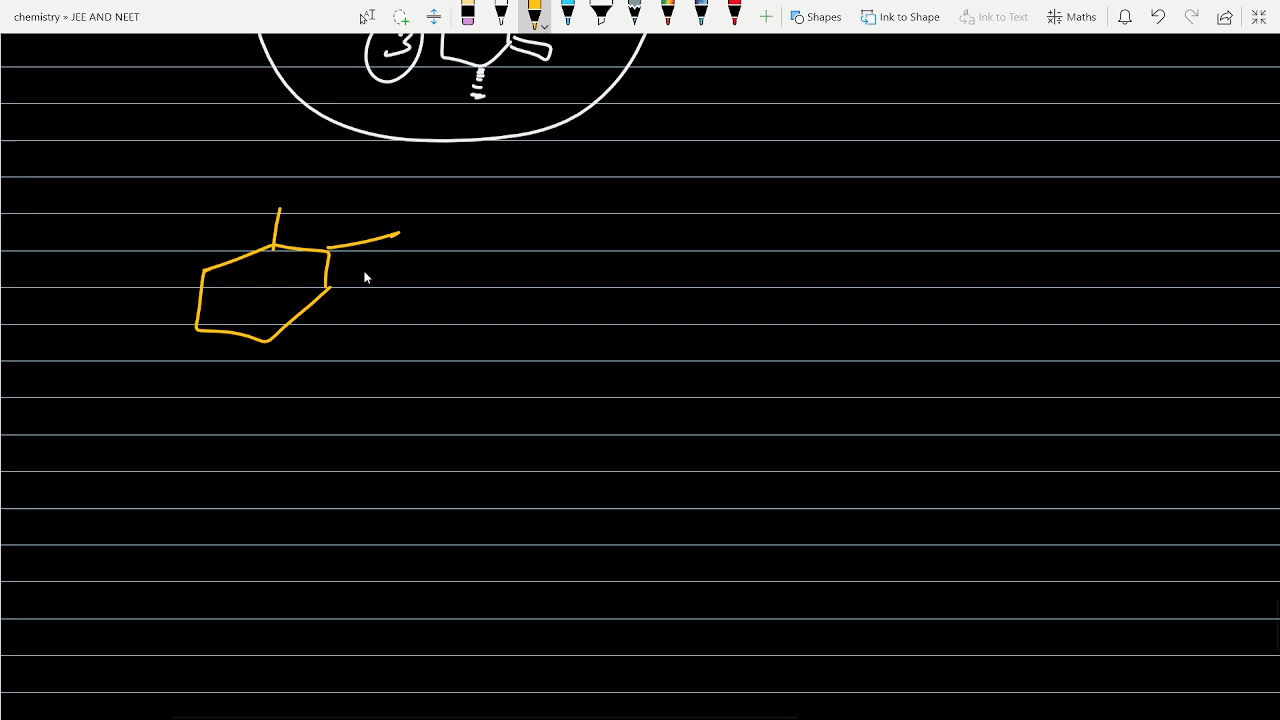 chemistry » JEE AND NEET
Shapes
Ink to Shape
Ink to Text
Maths